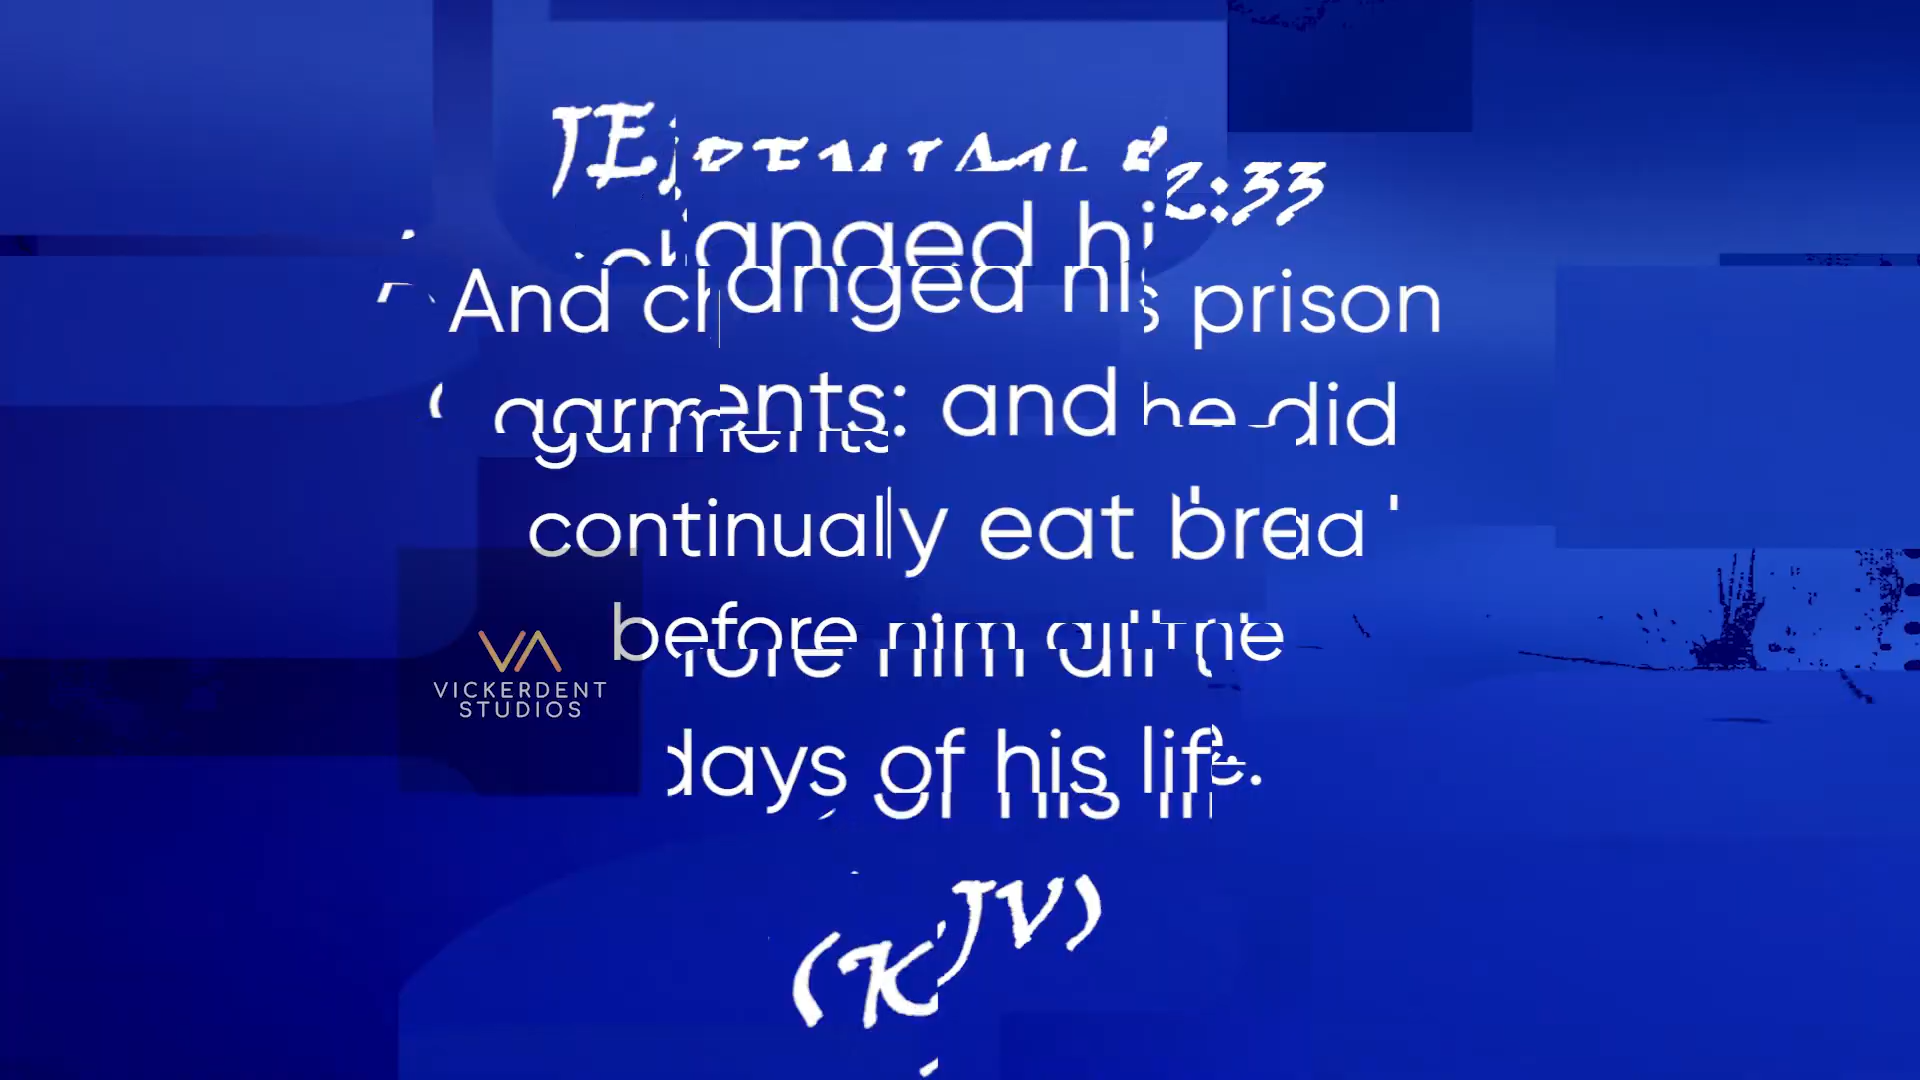 JEREMIAH 52:33
And changed his prison
garments: and he did
continually eat bread
before him all the
days of his life.
(KJV)
VICKERDENT
STUDIOS